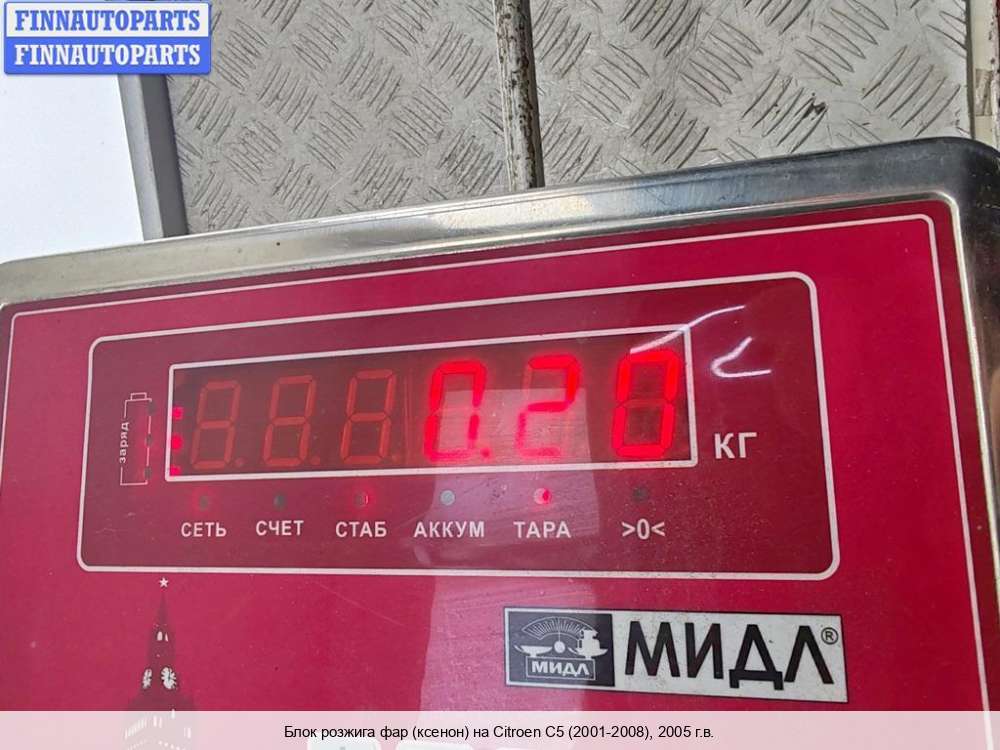 FINNAUTOPARTS
FINNAUTOPARTS
заряд
0.20
КГ
СЕТЬ СЧЕТ СТАБ АККУМ ТАРА >0<
МИДЛ МИДЛ®
Блок розжига фар (ксенон) на Citroen C5 (2001-2008), 2005 г.в.